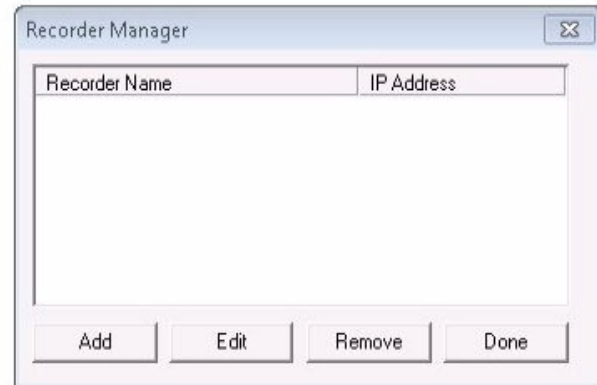 Recorder Manager
Recorder Name IP Address
Add Edit Remove Done